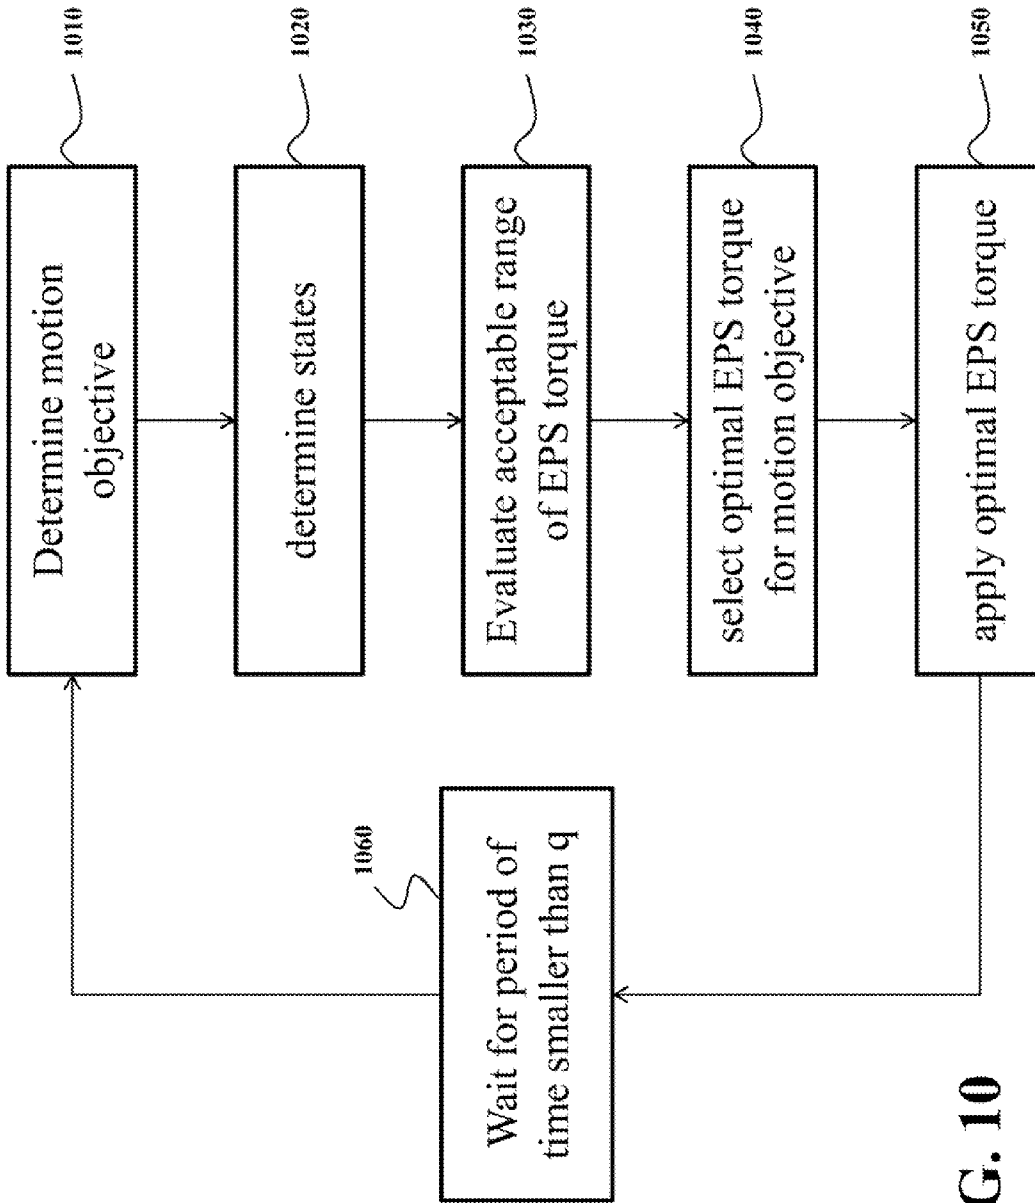 Determine motion
objective
1010
determine states
1020
Evaluate acceptable range
of EPS torque
1030
select optimal EPS torque
for motion objective
1040
apply optimal EPS torque
1050
Wait for period of
time smaller than q
1060
G. 10